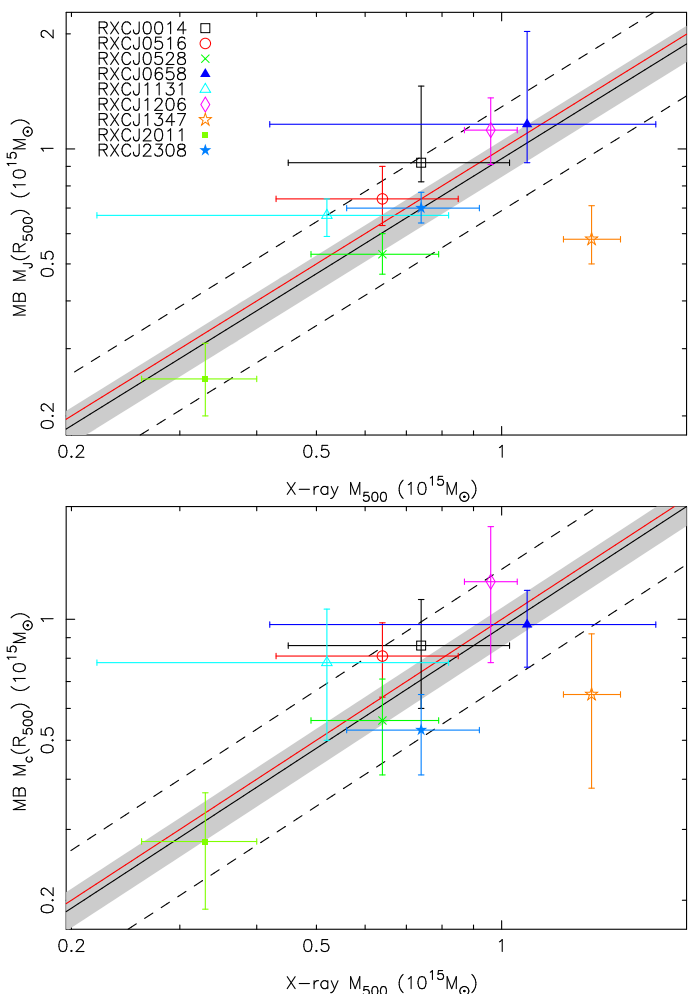 2
1
0.5
0.2
MB M_J(R_500) (10^15 M_⊙)
RXCJ0014
RXCJ0516
RXCJ0528
RXCJ0658
RXCJ1131
RXCJ1206
RXCJ1347
RXCJ2011
RXCJ2308
0.2 0.5 1
X-ray M_500 (10^15 M_⊙)
1
0.5
0.2
MB M_c(R_500) (10^15 M_⊙)
0.2 0.5 1
X-ray M_500 (10^15 M_⊙)